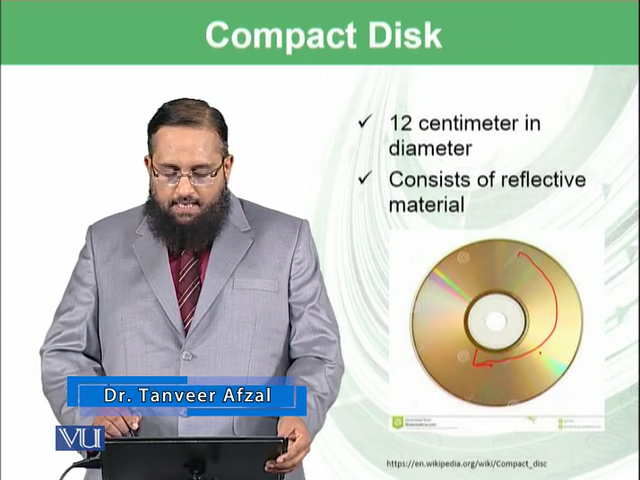 Compact Disk
✓ 12 centimeter in
diameter
✓ Consists of reflective
material
Dr. Tanveer Afzal
VU
https://en.wikipedia.org/wiki/Compact_disc